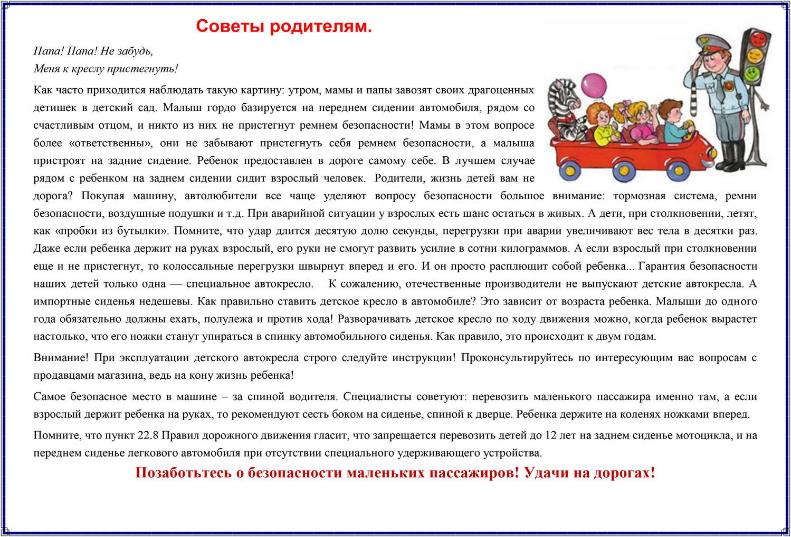 Советы родителям.
Папа! Папа! Не забудь,
Меня к креслу пристегнуть!
Как часто приходится наблюдать такую картину: утром, мамы и папы завозят своих драгоценных
детишек в детский сад. Малыш гордо базируется на переднем сидении автомобиля, рядом со
счастливым отцом, и никто из них не пристегнут ремнем безопасности! Мамы в этом вопросе
более «ответственны», они не забывают пристегнуть себя ремнем безопасности, а малыша
пристроят на задние сидение. Ребенок предоставлен в дороге самому себе. В лучшем случае
рядом с ребенком на заднем сидении сидит взрослый человек. Родители, жизнь детей вам не
дорога? Покупая машину, автолюбители все чаще уделяют вопросу безопасности большое внимание: тормозная система, ремни
безопасности, воздушные подушки и т.д. При аварийной ситуации у взрослых есть шанс остаться в живых. А дети, при столкновении, летят,
как «пробки из бутылки». Помните, что удар длится десятую долю секунды, перегрузки при аварии увеличивают вес тела в десятки раз.
Даже если ребенка держит на руках взрослый, его руки не смогут развить усилие в сотни килограммов. А если взрослый при столкновении
еще и не пристегнут, то колоссальные перегрузки швырнут вперед и его. И он просто расплющит собой ребенка... Гарантия безопасности
наших детей только одна — специальное автокресло. К сожалению, отечественные производители не выпускают детские автокресла. А
импортные сиденья недешевы. Как правильно ставить детское кресло в автомобиле? Это зависит от возраста ребенка. Малыши до одного
года обязательно должны ехать, полулежа и против хода! Разворачивать детское кресло по ходу движения можно, когда ребенок вырастет
настолько, что его ножки станут упираться в спинку автомобильного сиденья. Как правило, это происходит к двум годам.
Внимание! При эксплуатации детского автокресла строго следуйте инструкции! Проконсультируйтесь по интересующим вас вопросам с
продавцами магазина, ведь на кону жизнь ребенка!
Самое безопасное место в машине – за спиной водителя. Специалисты советуют: перевозить маленького пассажира именно там, а если
взрослый держит ребенка на руках, то рекомендуют сесть боком на сиденье, спиной к дверце. Ребенка держите на коленях ножками вперед.
Помните, что пункт 22.8 Правил дорожного движения гласит, что запрещается перевозить детей до 12 лет на заднем сиденье мотоцикла, и на
переднем сиденье легкового автомобиля при отсутствии специального удерживающего устройства.
Позаботьтесь о безопасности маленьких пассажиров! Удачи на дорогах!